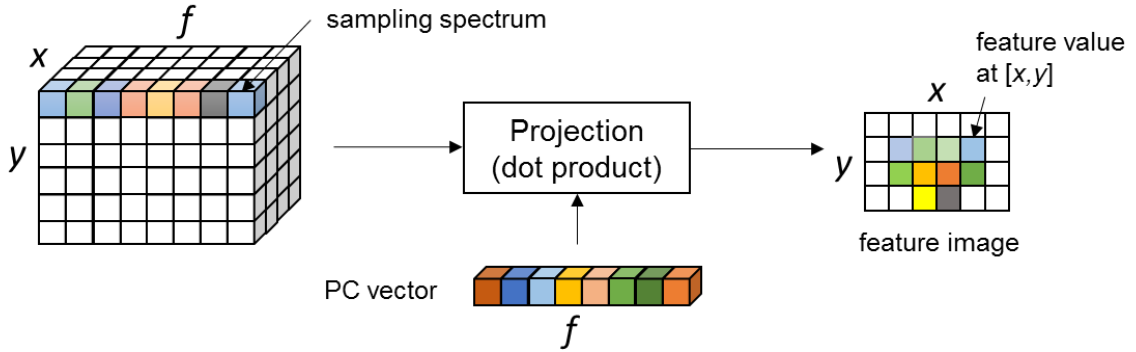 f
sampling spectrum
x
y
Projection
(dot product)
PC vector
f
feature value
at [x,y]
x
y
feature image